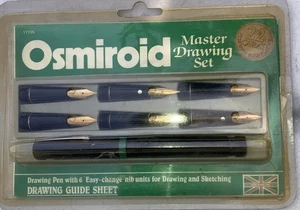 Osmiroid
Master
Drawing
Set
Drawing Pen with 6 Easy-change nib units for Drawing and Sketching
DRAWING GUIDE SHEET